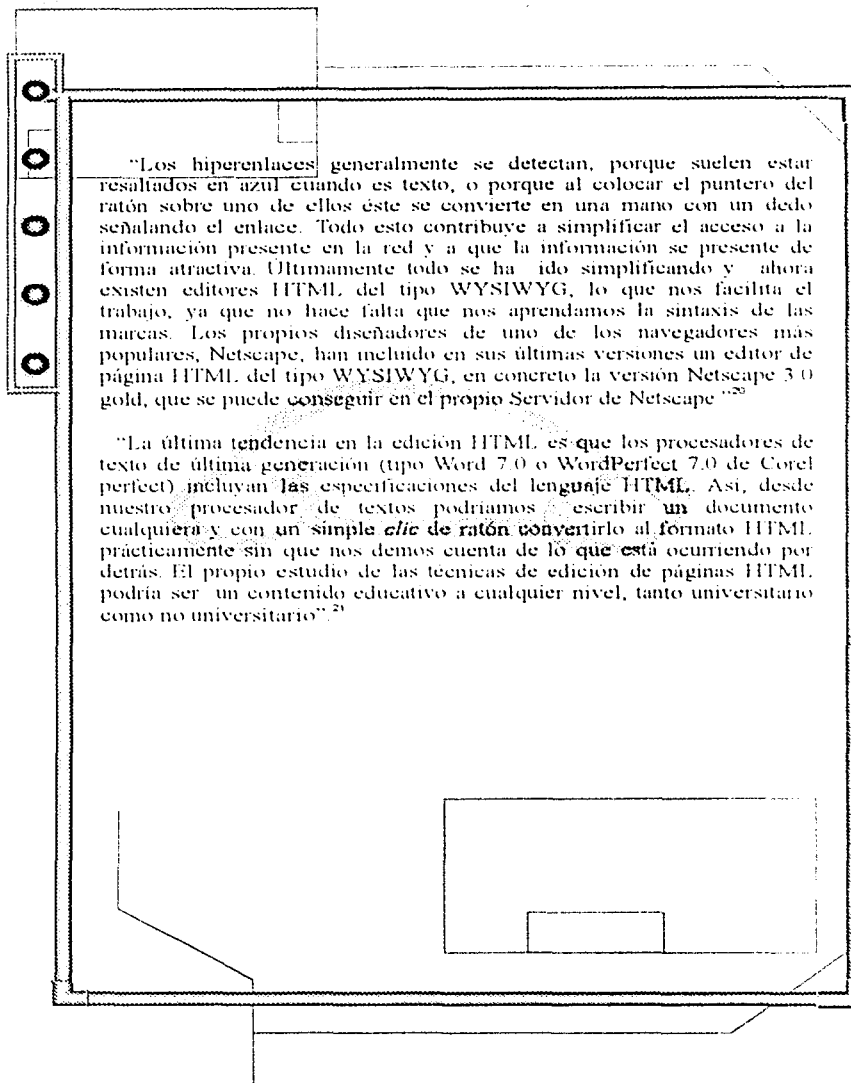 "Los hiperenlaces generalmente se detectan, porque suelen estar
resaltados en azul cuando es texto, o porque al colocar el puntero del
ratón sobre uno de ellos éste se convierte en una mano con un dedo
señalando el enlace. Todo esto contribuye a simplificar el acceso a la
información presente en la red y a que la información se presente de
forma atractiva. Últimamente todo se ha ido simplificando y ahora
existen editores HTML del tipo WYSIWYG, lo que nos facilita el
trabajo, ya que no hace falta que nos aprendamos la sintaxis de las
marcas. Los propios diseñadores de uno de los navegadores más
populares, Netscape, han incluido en sus últimas versiones un editor de
página HTML del tipo WYSIWYG, en concreto la versión Netscape 3.0
gold, que se puede conseguir en el propio Servidor de Netscape."20
"La última tendencia en la edición HTML es que los procesadores de
texto de última generación (tipo Word 7.0 o WordPerfect 7.0 de Corel
perfect) incluyan las especificaciones del lenguaje HTML. Así, desde
nuestro procesador de textos podríamos escribir un documento
cualquiera y con un simple clic de ratón convertirlo al formato HTML
prácticamente sin que nos demos cuenta de lo que está ocurriendo por
detrás. El propio estudio de las técnicas de edición de páginas HTML
podría ser un contenido educativo a cualquier nivel, tanto universitario
como no universitario".21